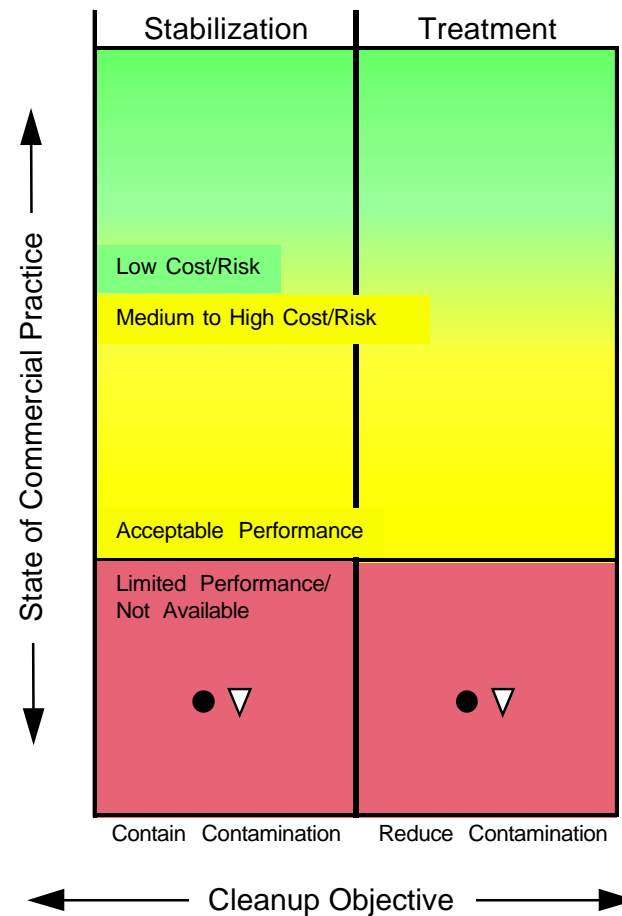 Stabilization
Treatment
State of Commercial Practice
Low Cost/Risk
Medium to High Cost/Risk
Acceptable Performance
Limited Performance/
Not Available
Contain Contamination
Reduce Contamination
Cleanup Objective